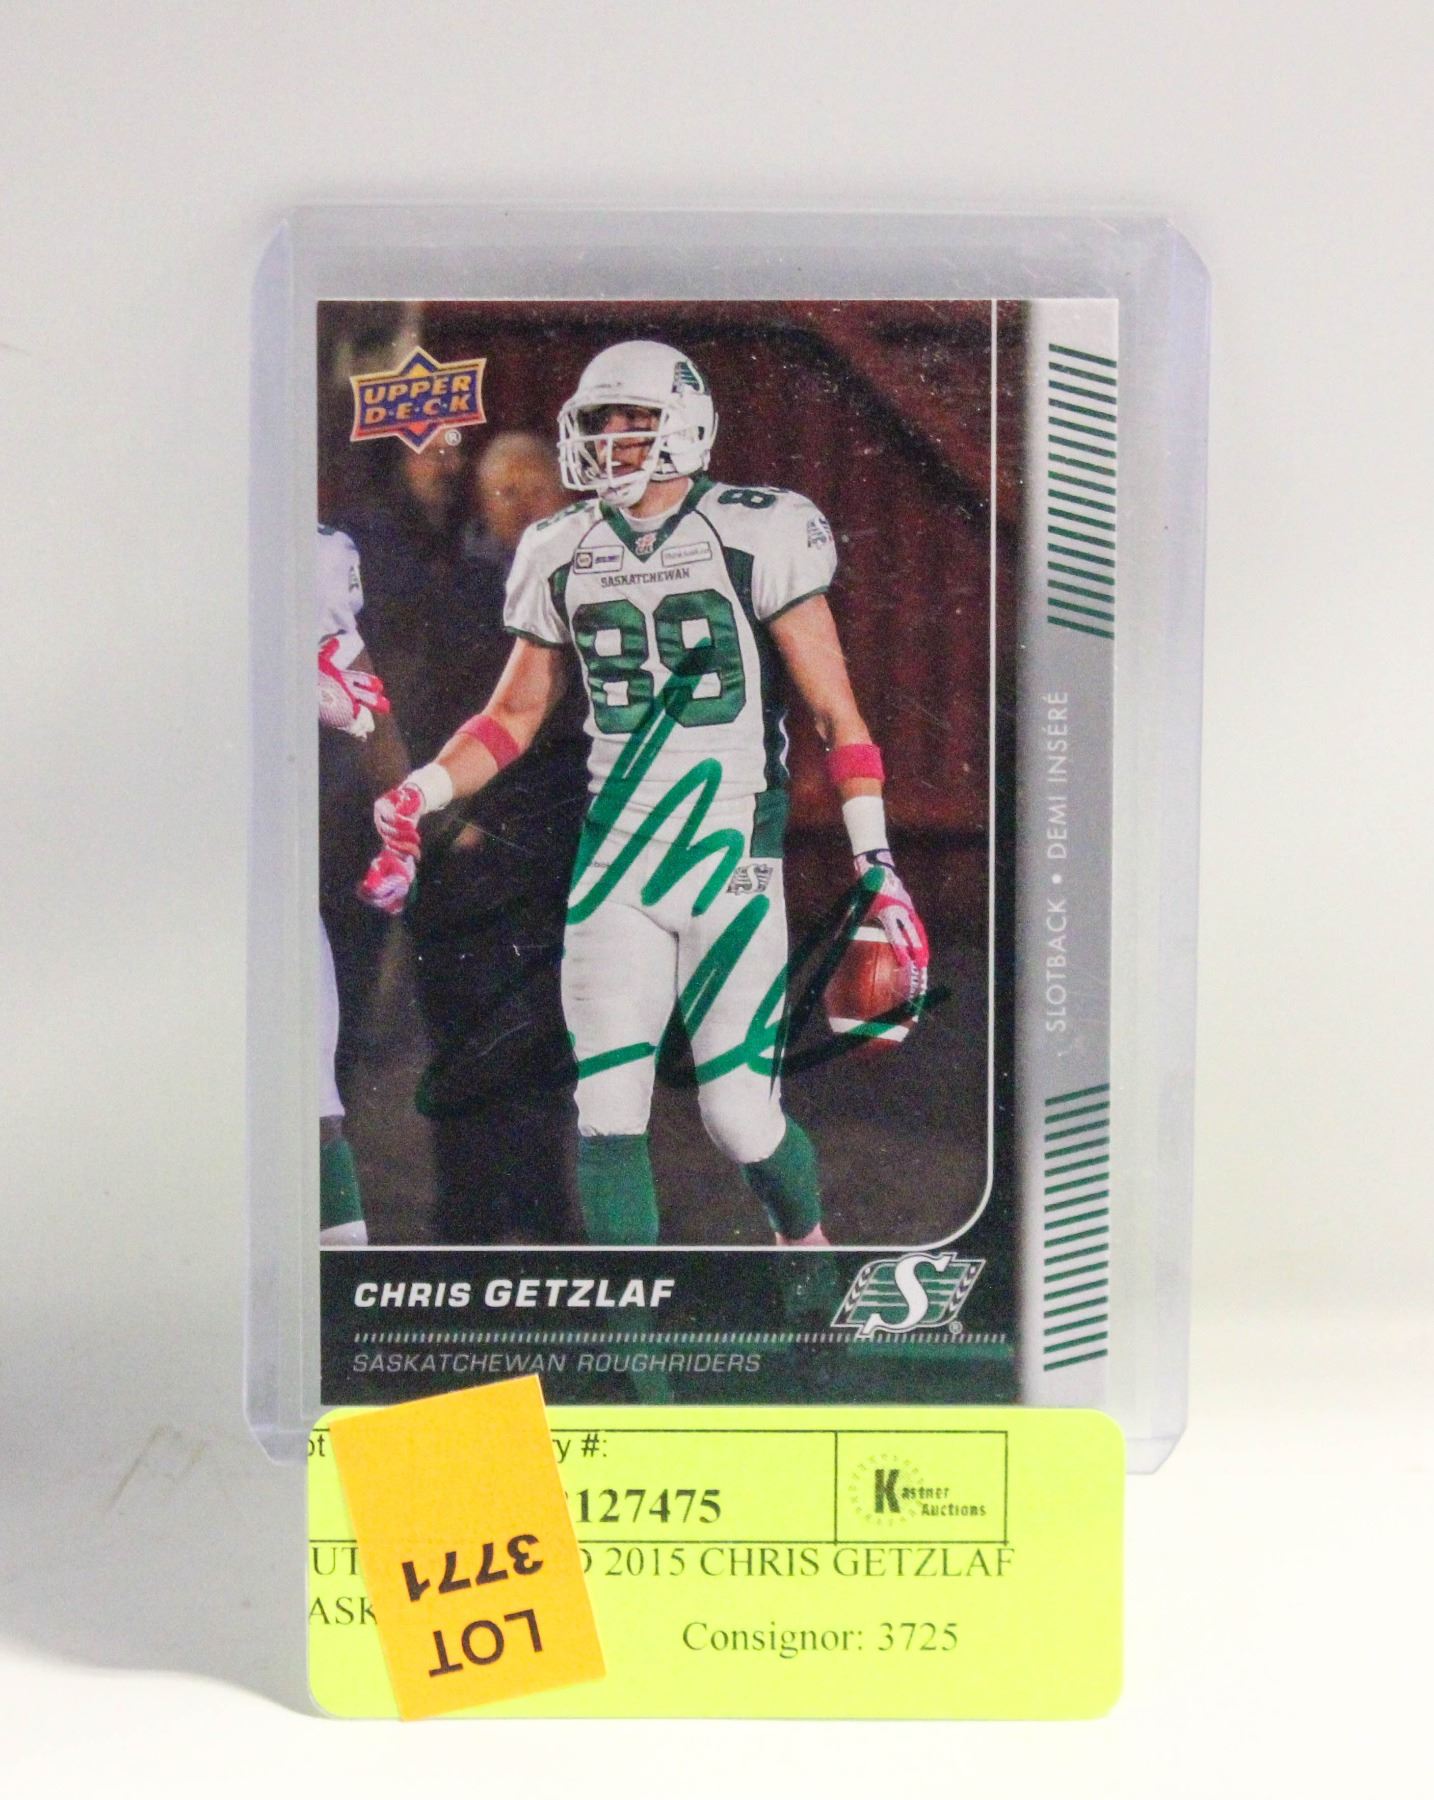 UPPER
D·E·C·K
®
SASKATCHEWAN
89
SLOTBACK • DEMI INSÉRÉ
CHRIS GETZLAF
S
®
SASKATCHEWAN ROUGHRIDERS
#:
127475
Kastner
Auctions
2015 CHRIS GETZLAF
Consignor: 3725
LOT
3771